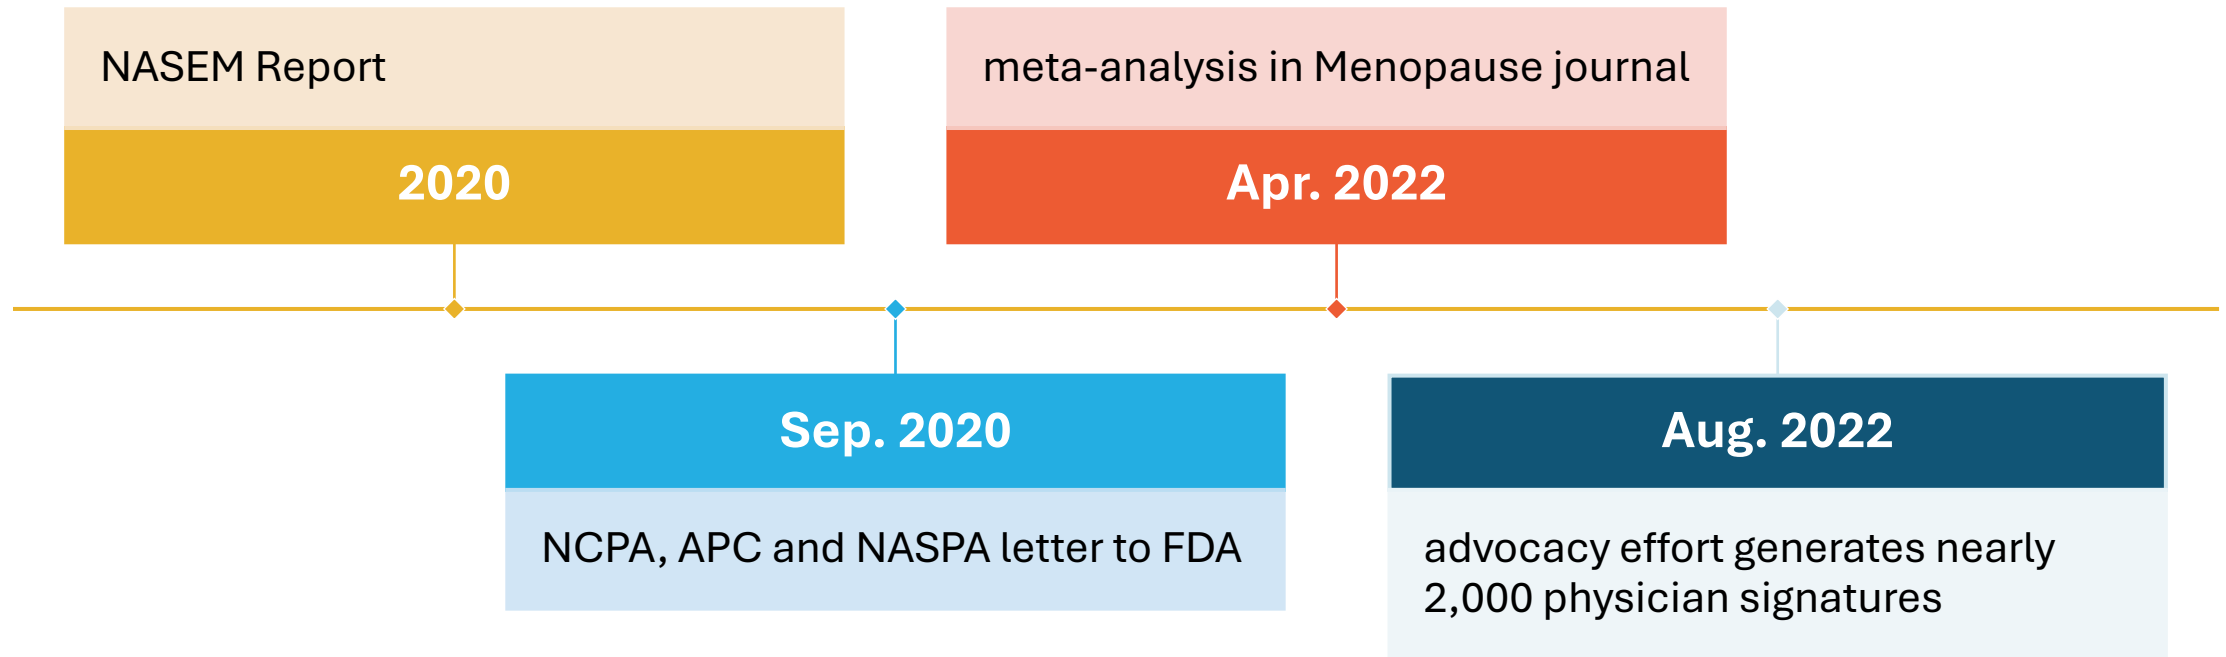 NASEM Report
2020
Sep. 2020
NCPA, APC and NASPA letter to FDA
meta-analysis in Menopause journal
Apr. 2022
Aug. 2022
advocacy effort generates nearly
2,000 physician signatures